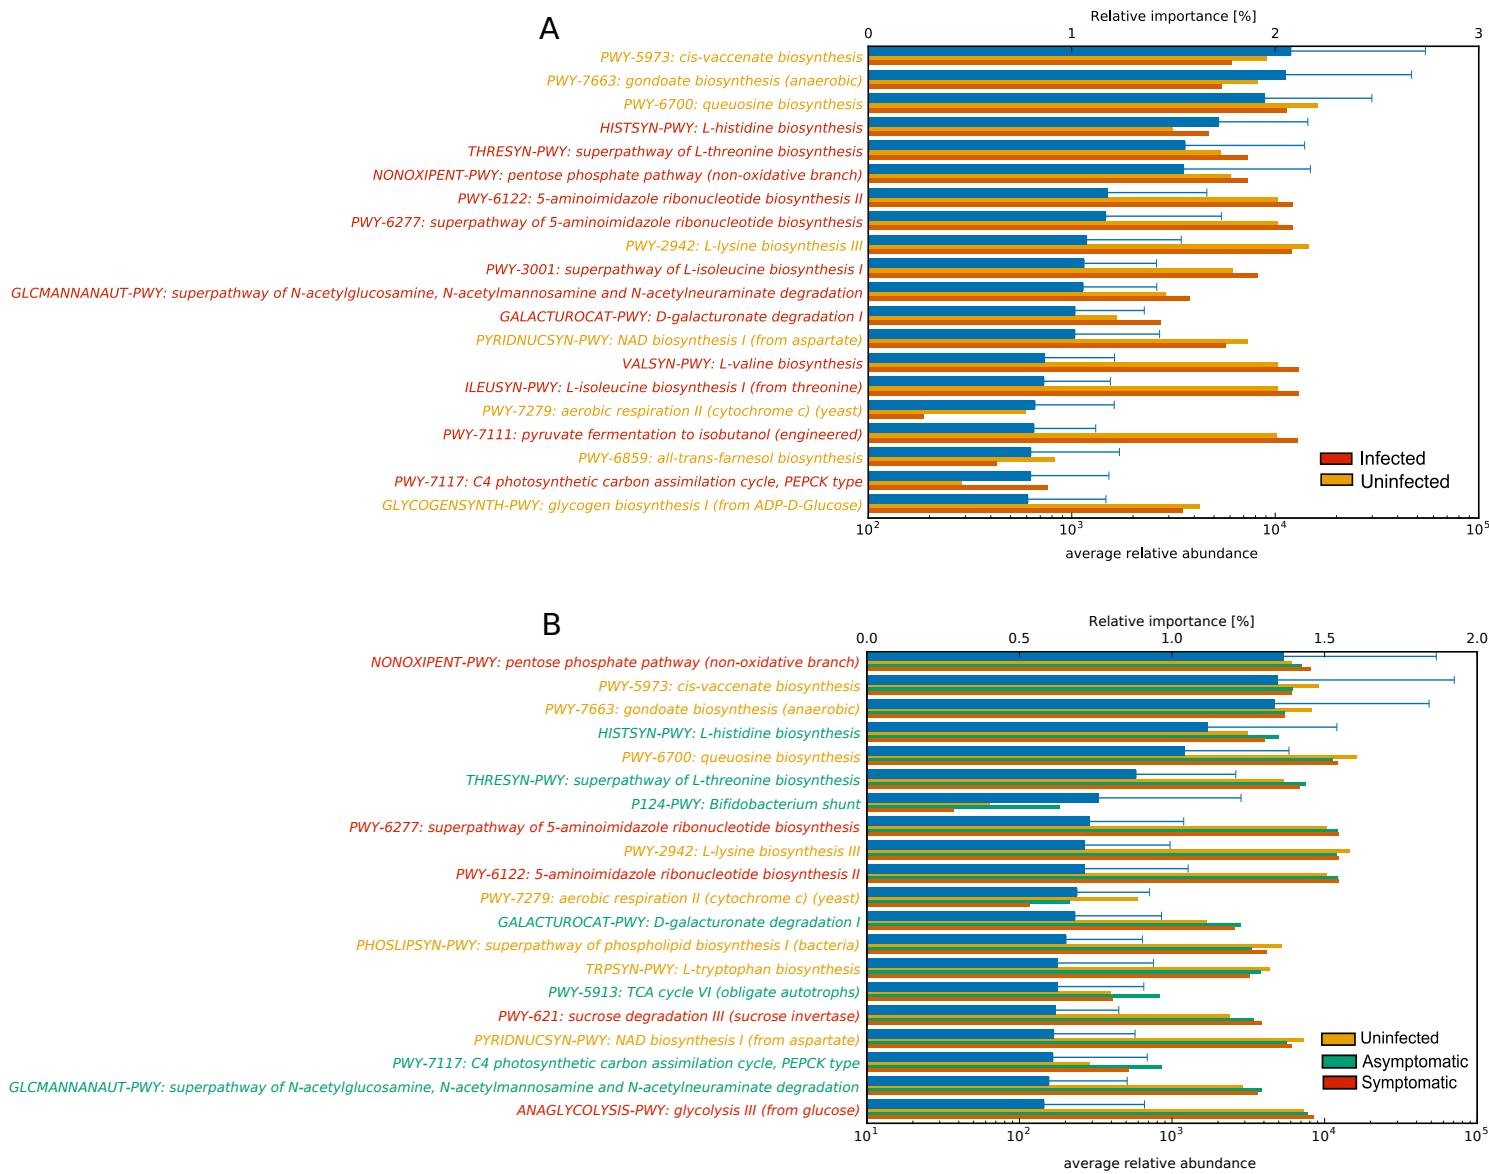 A
Relative importance [%]
0 1 2 3
PWY-5973: cis-vaccenate biosynthesis
PWY-7663: gondoate biosynthesis (anaerobic)
PWY-6700: queuosine biosynthesis
HISTSYN-PWY: L-histidine biosynthesis
THRESYN-PWY: superpathway of L-threonine biosynthesis
NONOXIPENT-PWY: pentose phosphate pathway (non-oxidative branch)
PWY-6122: 5-aminoimidazole ribonucleotide biosynthesis II
PWY-6277: superpathway of 5-aminoimidazole ribonucleotide biosynthesis
PWY-2942: L-lysine biosynthesis III
PWY-3001: superpathway of L-isoleucine biosynthesis I
GLCMANNANAUT-PWY: superpathway of N-acetylglucosamine, N-acetylmannosamine and N-acetylneuraminate degradation
GALACTUROCAT-PWY: D-galacturonate degradation I
PYRIDNUCSYN-PWY: NAD biosynthesis I (from aspartate)
VALSYN-PWY: L-valine biosynthesis
ILEUSYN-PWY: L-isoleucine biosynthesis I (from threonine)
PWY-7279: aerobic respiration II (cytochrome c) (yeast)
PWY-7111: pyruvate fermentation to isobutanol (engineered)
PWY-6859: all-trans-farnesol biosynthesis
PWY-7117: C4 photosynthetic carbon assimilation cycle, PEPCK type
GLYCOGENSYNTH-PWY: glycogen biosynthesis I (from ADP-D-Glucose)
Infected
Uninfected
10² 10³ 10⁴ 10⁵
average relative abundance
B
Relative importance [%]
0.0 0.5 1.0 1.5 2.0
NONOXIPENT-PWY: pentose phosphate pathway (non-oxidative branch)
PWY-5973: cis-vaccenate biosynthesis
PWY-7663: gondoate biosynthesis (anaerobic)
HISTSYN-PWY: L-histidine biosynthesis
PWY-6700: queuosine biosynthesis
THRESYN-PWY: superpathway of L-threonine biosynthesis
P124-PWY: Bifidobacterium shunt
PWY-6277: superpathway of 5-aminoimidazole ribonucleotide biosynthesis
PWY-2942: L-lysine biosynthesis III
PWY-6122: 5-aminoimidazole ribonucleotide biosynthesis II
PWY-7279: aerobic respiration II (cytochrome c) (yeast)
GALACTUROCAT-PWY: D-galacturonate degradation I
PHOSLIPSYN-PWY: superpathway of phospholipid biosynthesis I (bacteria)
TRPSYN-PWY: L-tryptophan biosynthesis
PWY-5913: TCA cycle VI (obligate autotrophs)
PWY-621: sucrose degradation III (sucrose invertase)
PYRIDNUCSYN-PWY: NAD biosynthesis I (from aspartate)
PWY-7117: C4 photosynthetic carbon assimilation cycle, PEPCK type
GLCMANNANAUT-PWY: superpathway of N-acetylglucosamine, N-acetylmannosamine and N-acetylneuraminate degradation
ANAGLYCOLYSIS-PWY: glycolysis III (from glucose)
Uninfected
Asymptomatic
Symptomatic
10¹ 10² 10³ 10⁴ 10⁵
average relative abundance